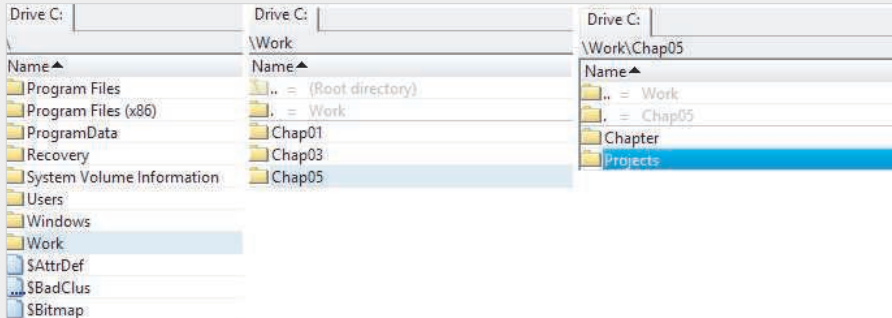 Drive C:
\
Name
Program Files
Program Files (x86)
ProgramData
Recovery
System Volume Information
Users
Windows
Work
$AttrDef
$BadClus
$Bitmap
Drive C:
\Work
Name
.. = (Root directory)
. = Work
Chap01
Chap03
Chap05
Drive C:
\Work\Chap05
Name
.. = Work
. = Chap05
Chapter
Projects